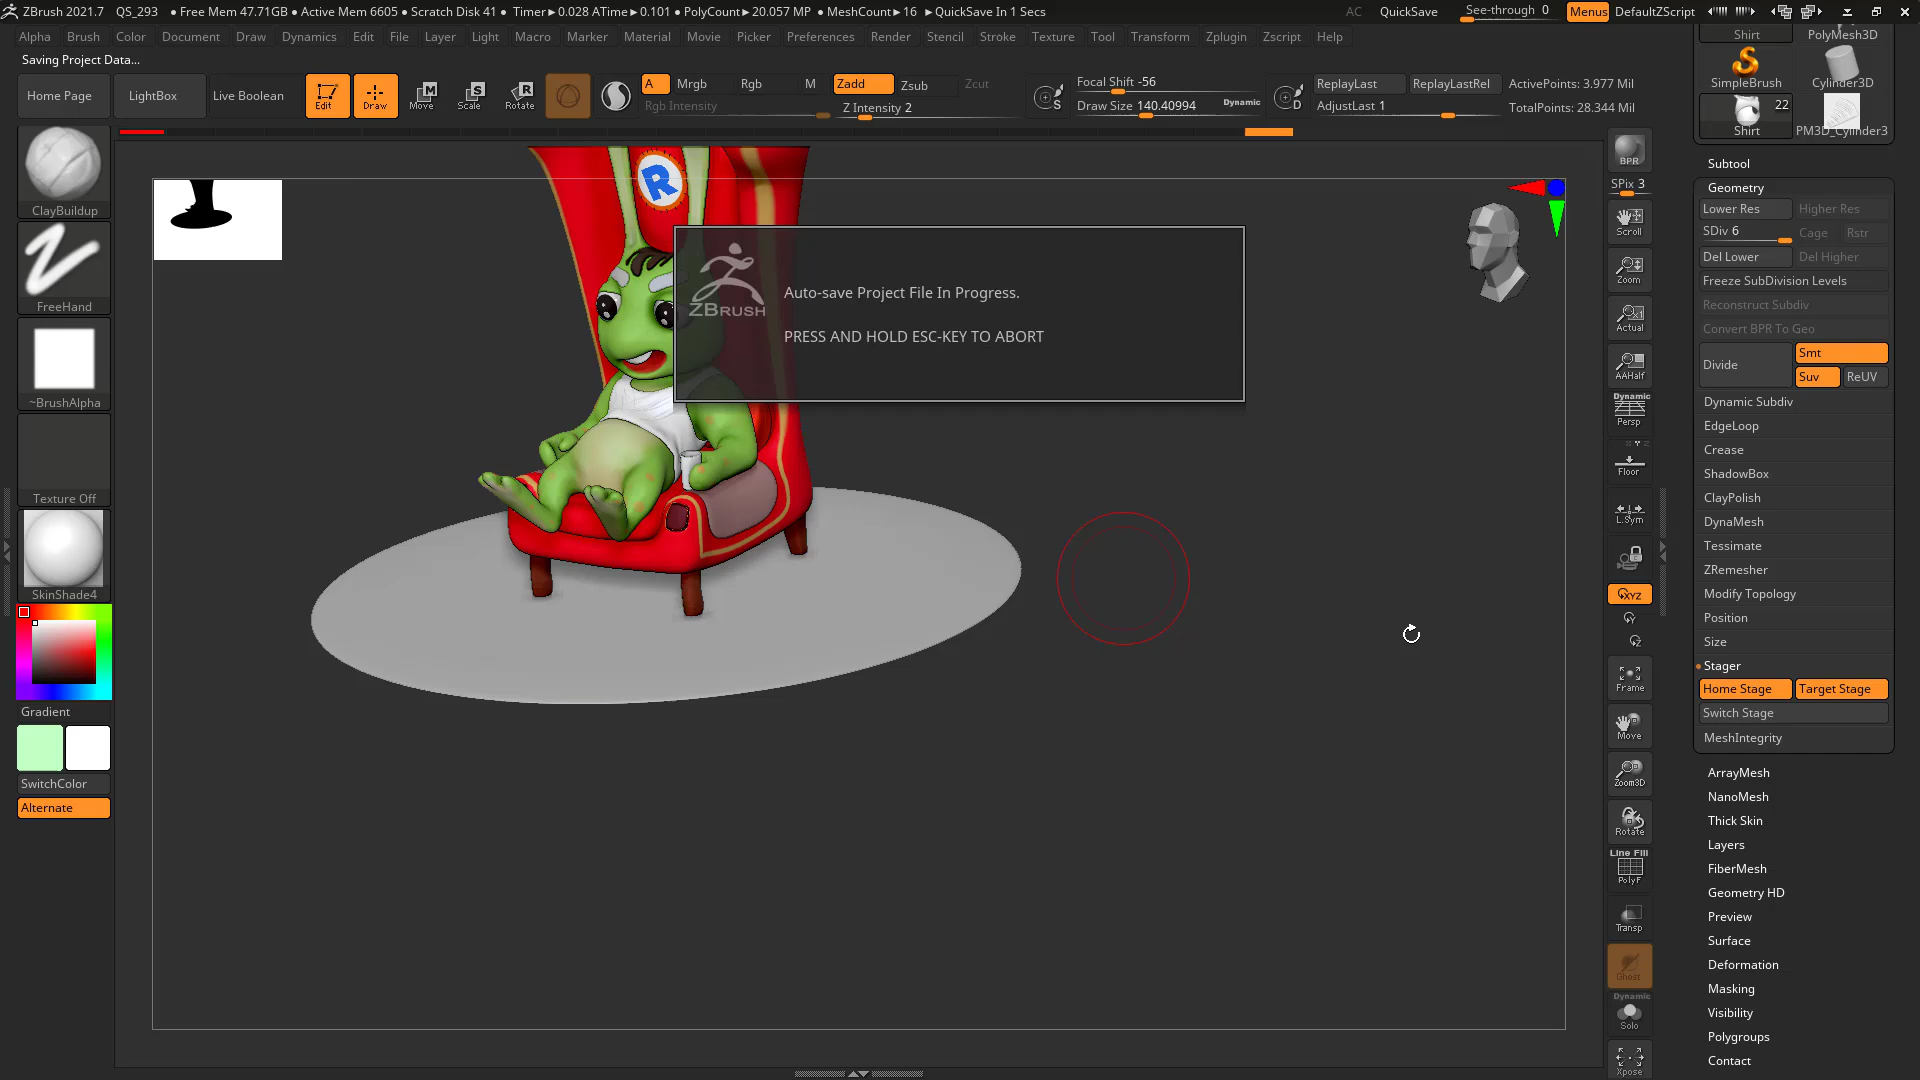 ZBrush 2021.7 QS_293 ● Free Mem 47.71GB ● Active Mem 6605 ● Scratch Disk 41 ● Timer►0.028 ATime►0.101 ● PolyCount►20.057 MP ● MeshCount►16 ►QuickSave In 1 Secs AC QuickSave See-through 0 Menus DefaultZScript
Alpha Brush Color Document Draw Dynamics Edit File Layer Light Macro Marker Material Movie Picker Preferences Render Stencil Stroke Texture Tool Transform Zplugin Zscript Help
Saving Project Data...
Home Page LightBox Live Boolean Edit Draw Move Scale Rotate
A Mrgb Rgb M Zadd Zsub Zcut
Rgb Intensity Z Intensity 2
S Focal Shift -56
Draw Size 140.40994 Dynamic
D ReplayLast ReplayLastRel
AdjustLast 1
ActivePoints: 3.977 Mil
TotalPoints: 28.344 Mil
ClayBuildup
FreeHand
~BrushAlpha
Texture Off
SkinShade4
Gradient
SwitchColor
Alternate
R
ZBRUSH
Auto-save Project File In Progress.
PRESS AND HOLD ESC-KEY TO ABORT
BPR
SPix 3
Scroll
Zoom
Actual
AAHalf
Dynamic
Persp
Floor
L.Sym
XYZ
Y
Z
Frame
Move
Zoom3D
Rotate
Line Fill
PolyF
Transp
Ghost
Dynamic
Solo
Xpose
Shirt PolyMesh3D
SimpleBrush Cylinder3D
22
Shirt PM3D_Cylinder3
Subtool
Geometry
Lower Res Higher Res
SDiv 6 Cage Rstr
Del Lower Del Higher
Freeze SubDivision Levels
Reconstruct Subdiv
Convert BPR To Geo
Divide Smt
Suv ReUV
Dynamic Subdiv
EdgeLoop
Crease
ShadowBox
ClayPolish
DynaMesh
Tessimate
ZRemesher
Modify Topology
Position
Size
Stager
Home Stage Target Stage
Switch Stage
MeshIntegrity
ArrayMesh
NanoMesh
Thick Skin
Layers
FiberMesh
Geometry HD
Preview
Surface
Deformation
Masking
Visibility
Polygroups
Contact